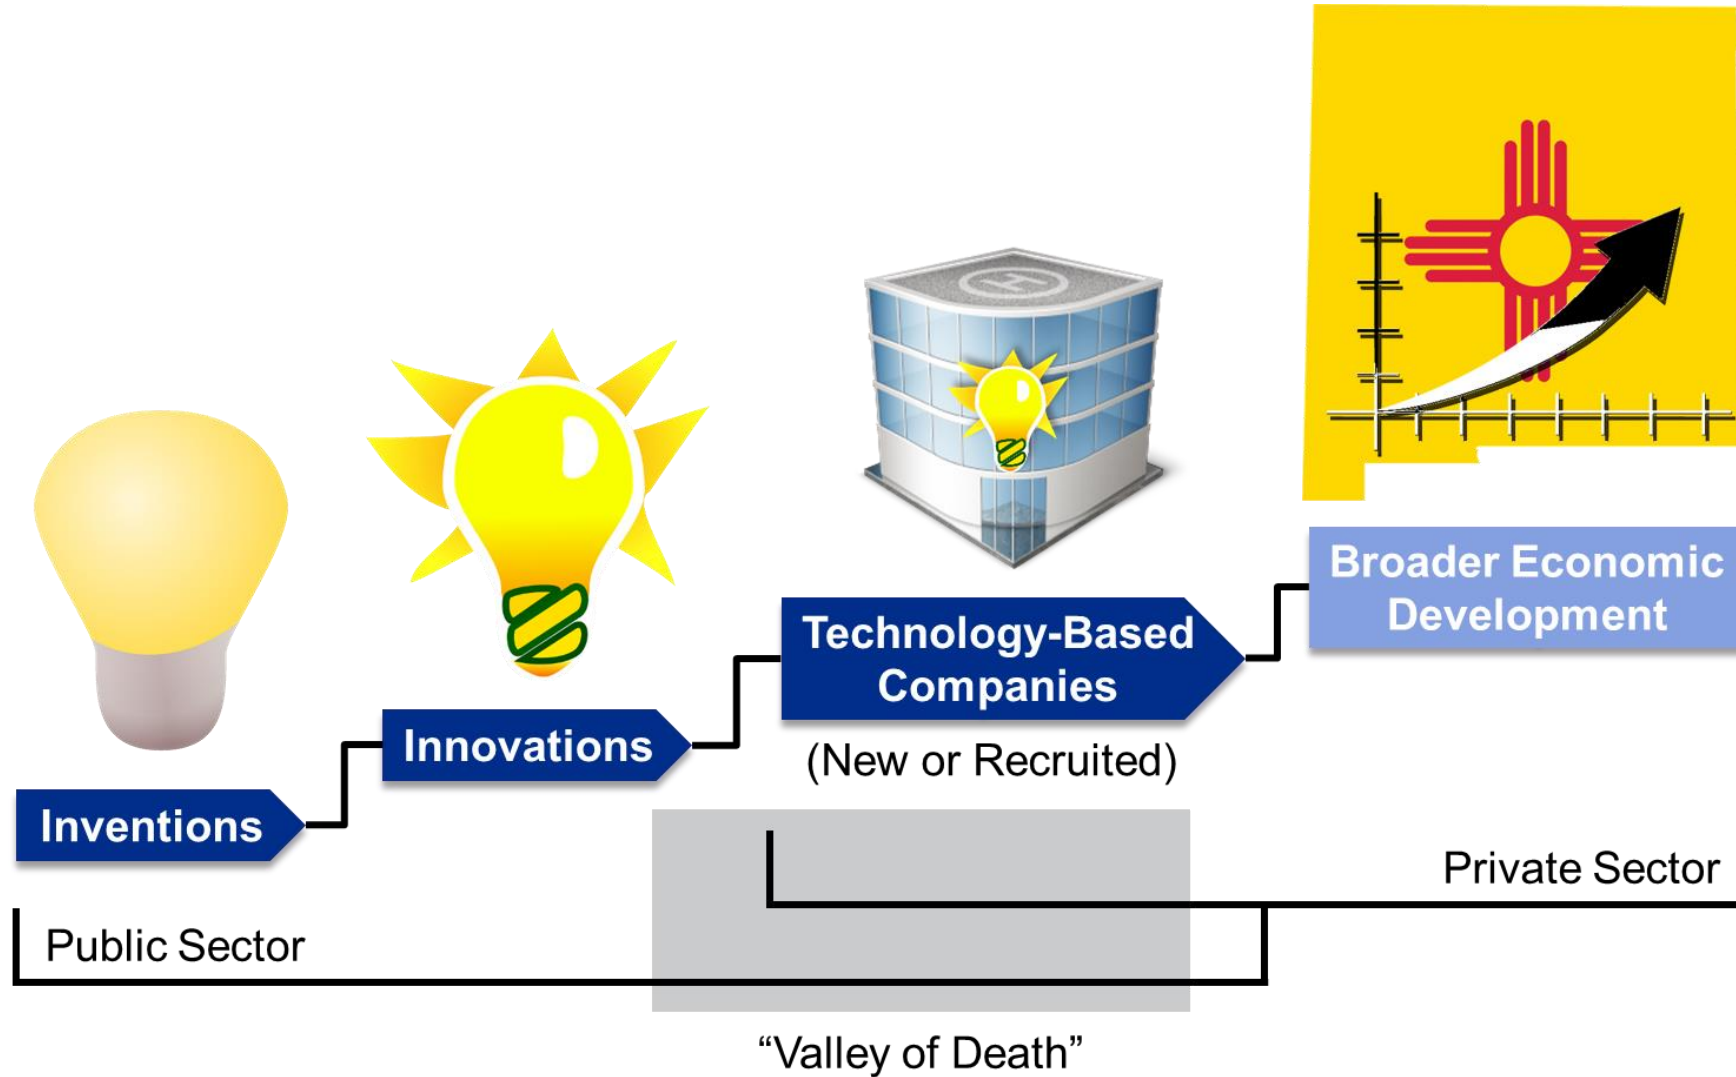 Inventions
Innovations
Technology-Based
Companies
(New or Recruited)
Broader Economic
Development
Public Sector
Private Sector
“Valley of Death”
H